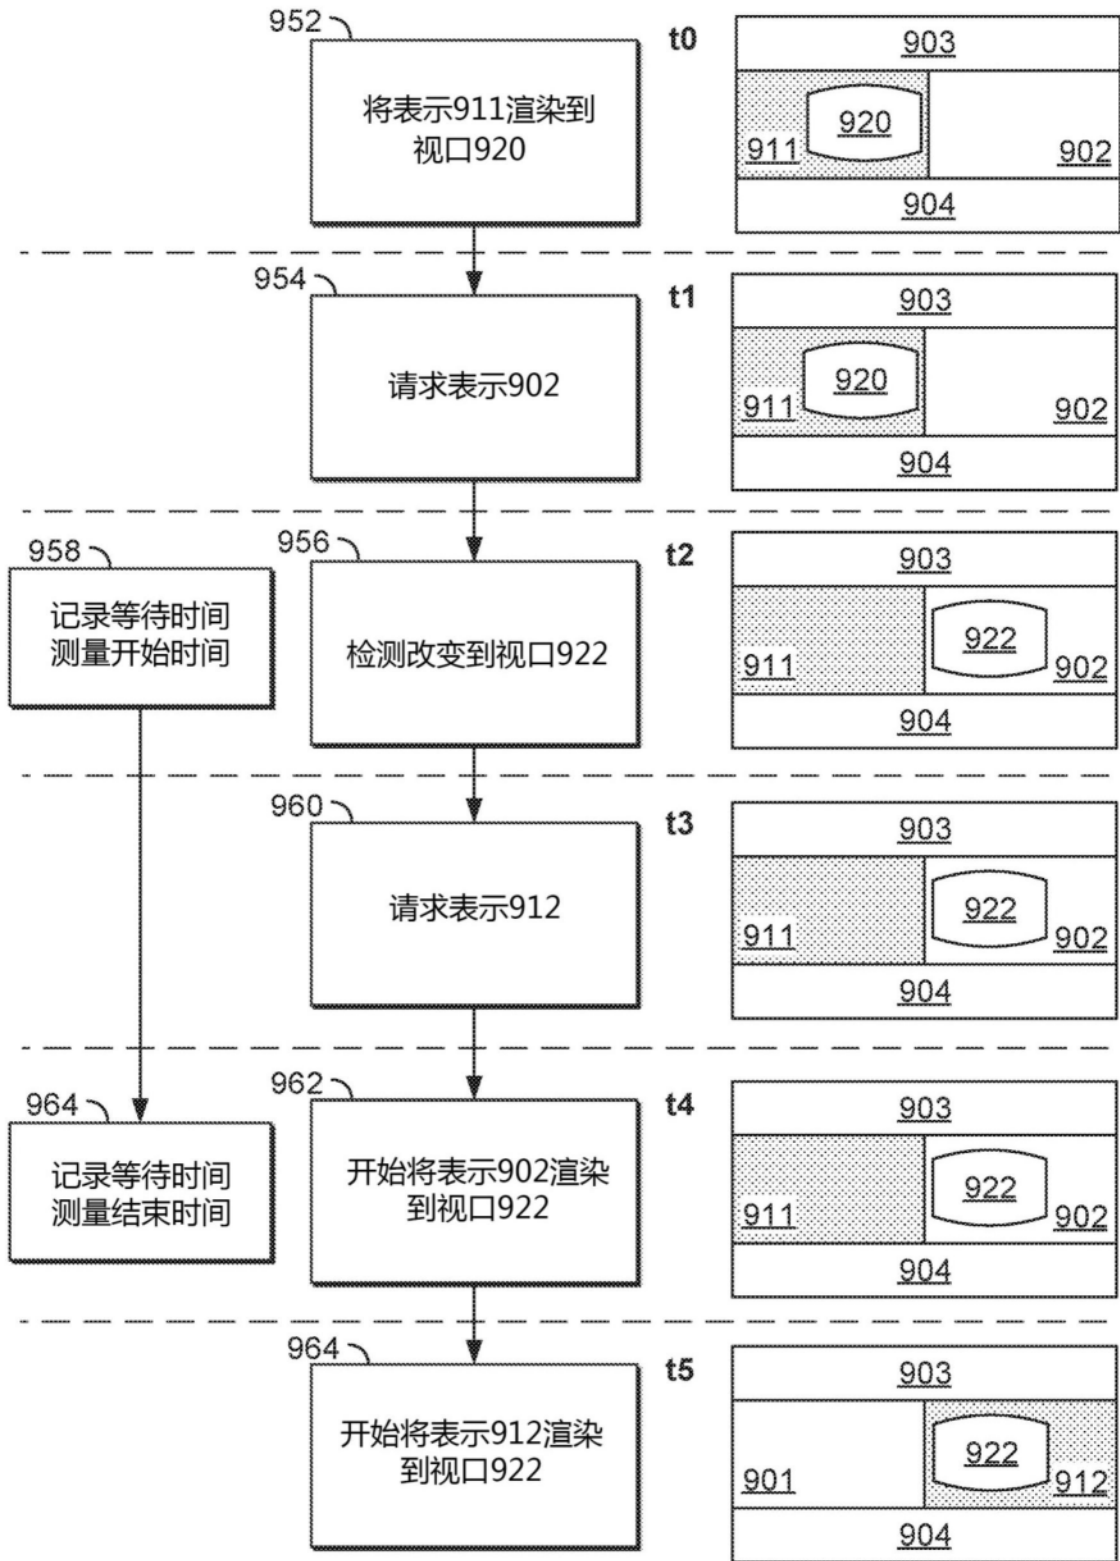 952
将表示911渲染到
视口920
t0
903
911
920
902
904
954
请求表示902
t1
903
911
920
902
904
958
记录等待时间
测量开始时间
956
检测改变到视口922
t2
903
911
922
902
904
960
请求表示912
t3
903
911
922
902
904
964
记录等待时间
测量结束时间
962
开始将表示902渲染
到视口922
t4
903
911
922
902
904
964
开始将表示912渲染
到视口922
t5
903
901
922
912
904